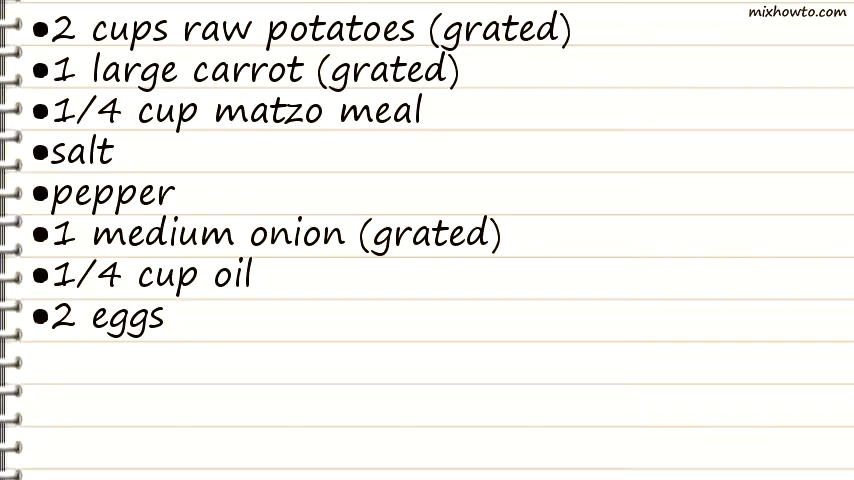 mixhowto.com
•2 cups raw potatoes (grated)
•1 large carrot (grated)
•1/4 cup matzo meal
•salt
•pepper
•1 medium onion (grated)
•1/4 cup oil
•2 eggs